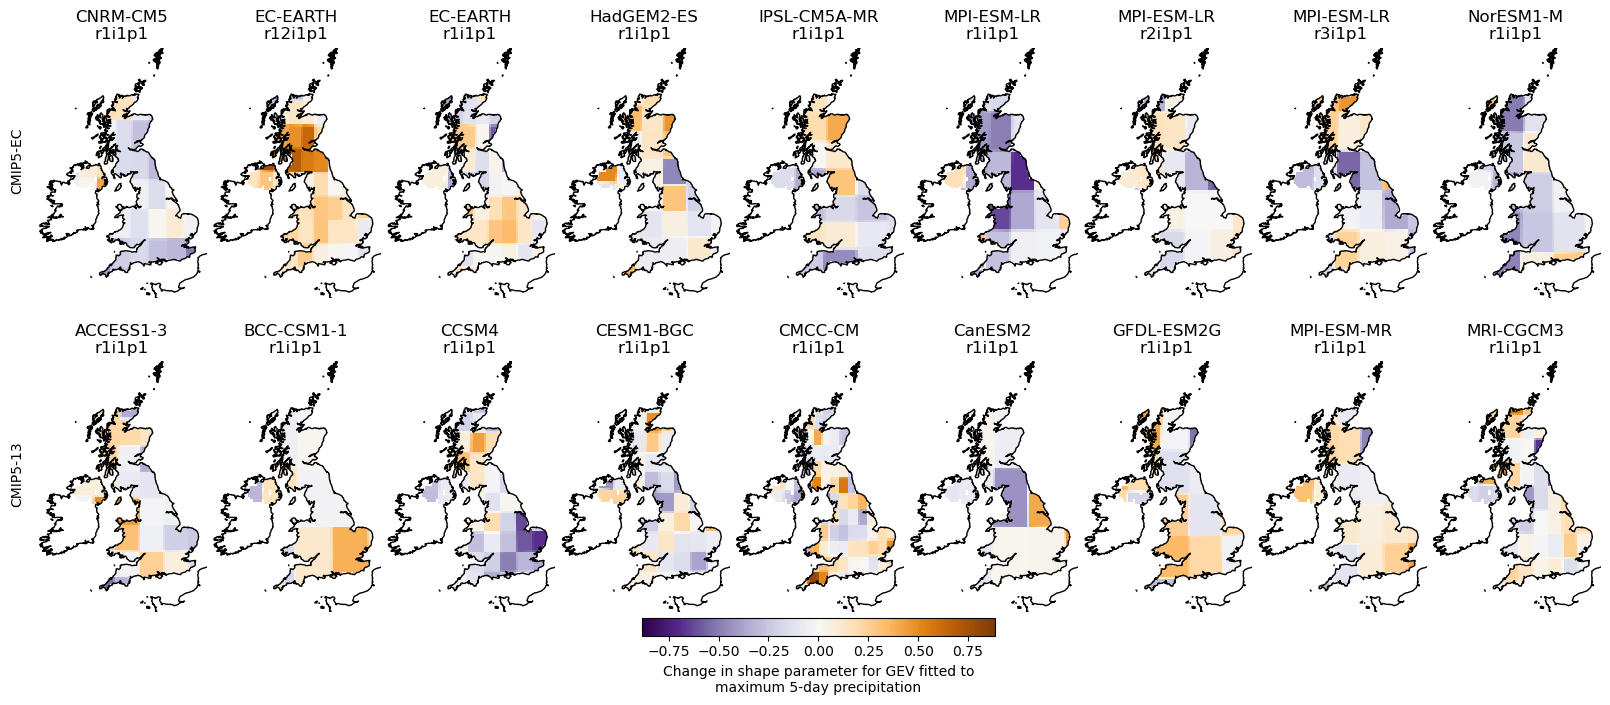 CNRM-CM5
r1i1p1
EC-EARTH
r12i1p1
EC-EARTH
r1i1p1
HadGEM2-ES
r1i1p1
IPSL-CM5A-MR
r1i1p1
MPI-ESM-LR
r1i1p1
MPI-ESM-LR
r2i1p1
MPI-ESM-LR
r3i1p1
NorESM1-M
r1i1p1
CMIP5-EC
ACCESS1-3
r1i1p1
BCC-CSM1-1
r1i1p1
CCSM4
r1i1p1
CESM1-BGC
r1i1p1
CMCC-CM
r1i1p1
CanESM2
r1i1p1
GFDL-ESM2G
r1i1p1
MPI-ESM-MR
r1i1p1
MRI-CGCM3
r1i1p1
CMIP5-13
−0.75 −0.50 −0.25 0.00 0.25 0.50 0.75
Change in shape parameter for GEV fitted to
maximum 5-day precipitation